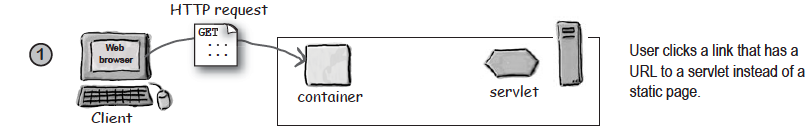 HTTP request
GET
1
Web
browser
container
servlet
Client
User clicks a link that has a
URL to a servlet instead of a
static page.